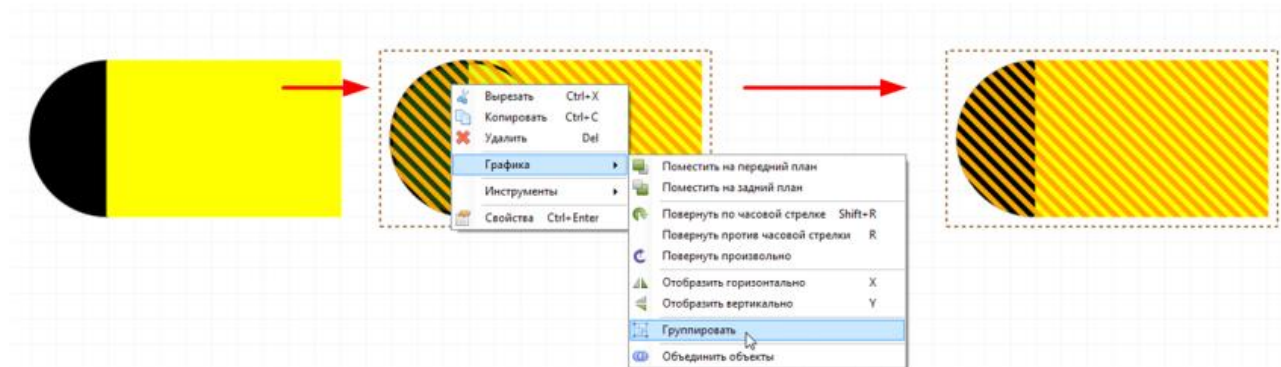 Вырезать Ctrl+X
Копировать Ctrl+C
Удалить Del
Графика
Инструменты
Свойства Ctrl+Enter
Поместить на передний план
Поместить на задний план
Повернуть по часовой стрелке Shift+R
Повернуть против часовой стрелки R
Повернуть произвольно
Отобразить горизонтально X
Отобразить вертикально Y
Группировать
Объединить объекты